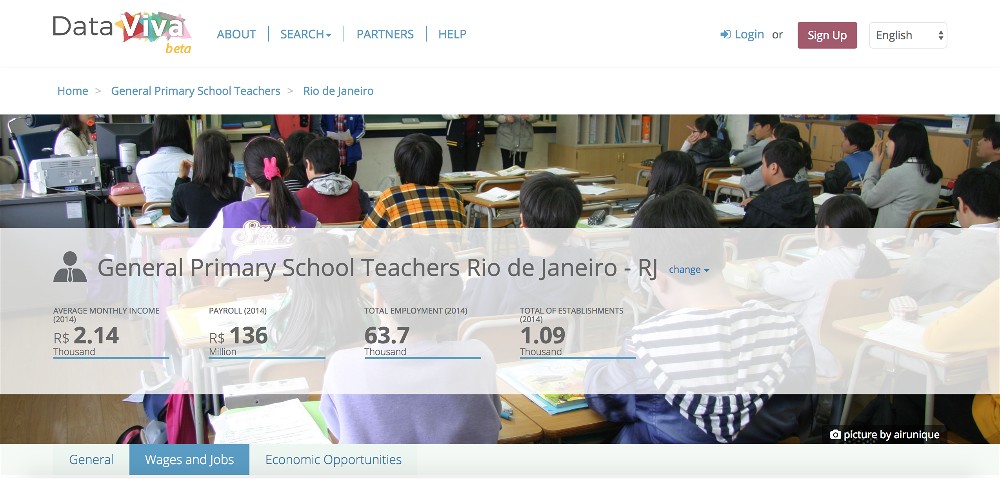 DataViva
beta
ABOUT
SEARCH
PARTNERS
HELP
Login or
Sign Up
English
Home > General Primary School Teachers > Rio de Janeiro
General Primary School Teachers Rio de Janeiro - RJ change
AVERAGE MONTHLY INCOME
(2014)
R$ 2.14
Thousand
PAYROLL (2014)
R$ 136
Million
TOTAL EMPLOYMENT (2014)
63.7
Thousand
TOTAL OF ESTABLISHMENTS
(2014)
1.09
Thousand
picture by airunique
General
Wages and Jobs
Economic Opportunities